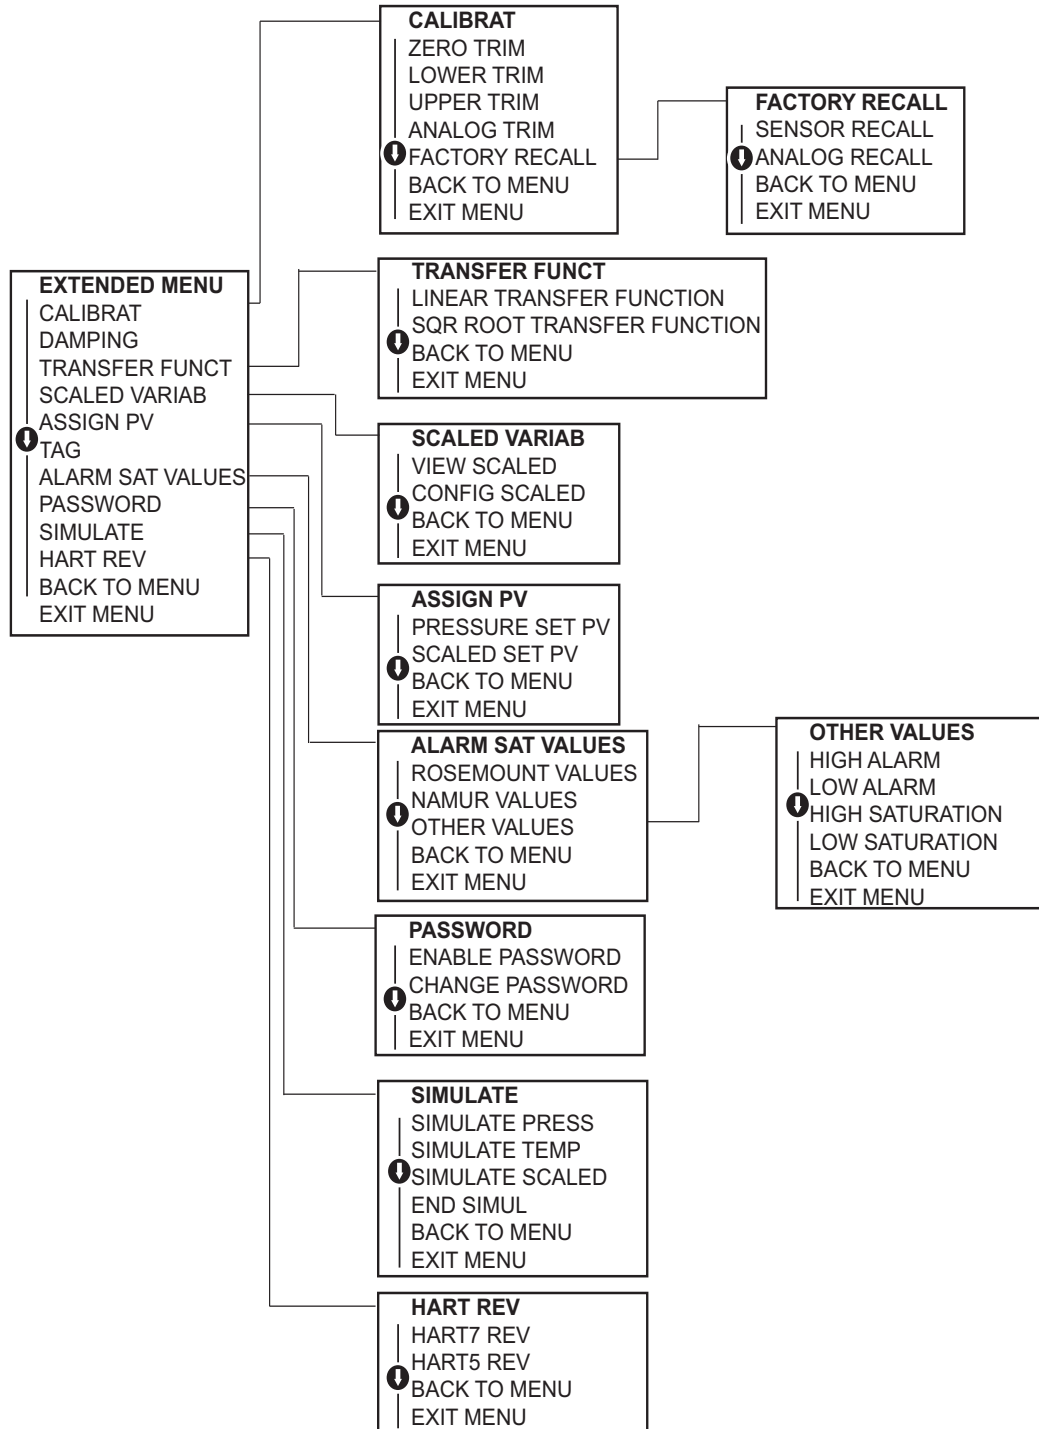 CALIBRAT
ZERO TRIM
LOWER TRIM
UPPER TRIM
ANALOG TRIM
FACTORY RECALL
BACK TO MENU
EXIT MENU
FACTORY RECALL
SENSOR RECALL
ANALOG RECALL
BACK TO MENU
EXIT MENU
EXTENDED MENU
CALIBRAT
DAMPING
TRANSFER FUNCT
SCALED VARIAB
ASSIGN PV
TAG
ALARM SAT VALUES
PASSWORD
SIMULATE
HART REV
BACK TO MENU
EXIT MENU
TRANSFER FUNCT
LINEAR TRANSFER FUNCTION
SQR ROOT TRANSFER FUNCTION
BACK TO MENU
EXIT MENU
SCALED VARIAB
VIEW SCALED
CONFIG SCALED
BACK TO MENU
EXIT MENU
ASSIGN PV
PRESSURE SET PV
SCALED SET PV
BACK TO MENU
EXIT MENU
ALARM SAT VALUES
ROSEMOUNT VALUES
NAMUR VALUES
OTHER VALUES
BACK TO MENU
EXIT MENU
OTHER VALUES
HIGH ALARM
LOW ALARM
HIGH SATURATION
LOW SATURATION
BACK TO MENU
EXIT MENU
PASSWORD
ENABLE PASSWORD
CHANGE PASSWORD
BACK TO MENU
EXIT MENU
SIMULATE
SIMULATE PRESS
SIMULATE TEMP
SIMULATE SCALED
END SIMUL
BACK TO MENU
EXIT MENU
HART REV
HART7 REV
HART5 REV
BACK TO MENU
EXIT MENU